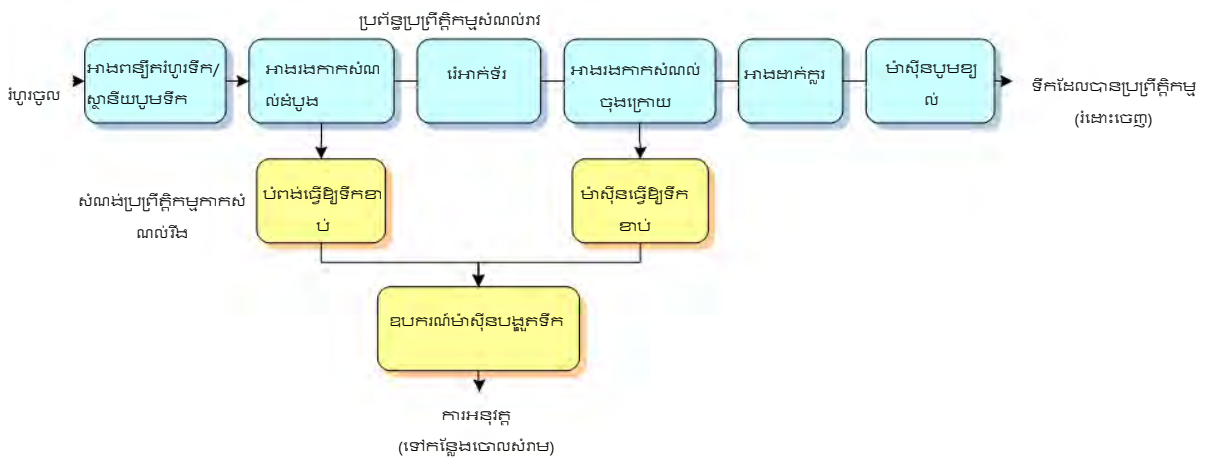 ប្រព័ន្ធប្រព្រឹត្តិកម្មសំណល់រាវ
រំហូរចូល
អាងពន្យឺតរំហូរទឹក/
ស្ថានីយបូមទឹក
អាងរងកាកសំណ
ល់ដំបូង
រ៉េអាក់ទ័រ
អាងរងកាកសំណល់
ចុងក្រោយ
អាងដាក់ក្លរ
ម៉ាស៊ីនបូមខ្យ
ល់
ទឹកដែលបានប្រព្រឹត្តិកម្ម
(រំដោះចេញ)
សំណង់ប្រព្រឹត្តិកម្មកាកសំ
ណល់រឹង
បំពង់ធ្វើឱ្យទឹកខា
ប់
ម៉ាស៊ីនធ្វើឱ្យទឹក
ខាប់
ឧបករណ៍ម៉ាស៊ីនបង្ហួតទឹក
ការអនុវត្ត
(ទៅកន្លែងចោលសំរាម)